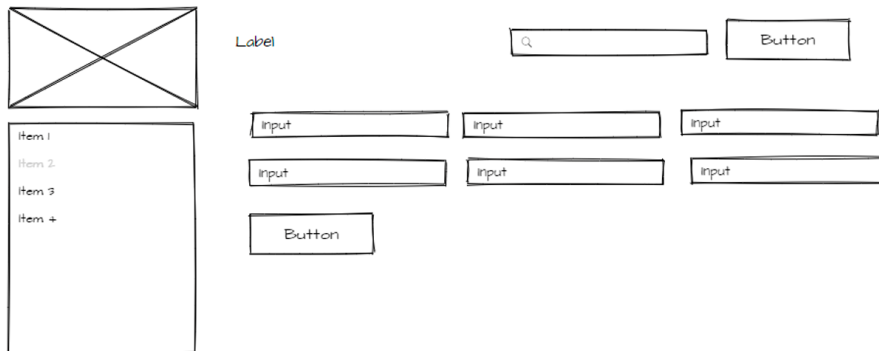 Label
Button
Item 1
Item 2
Item 3
Item 4
Input Input Input
Input Input Input
Button